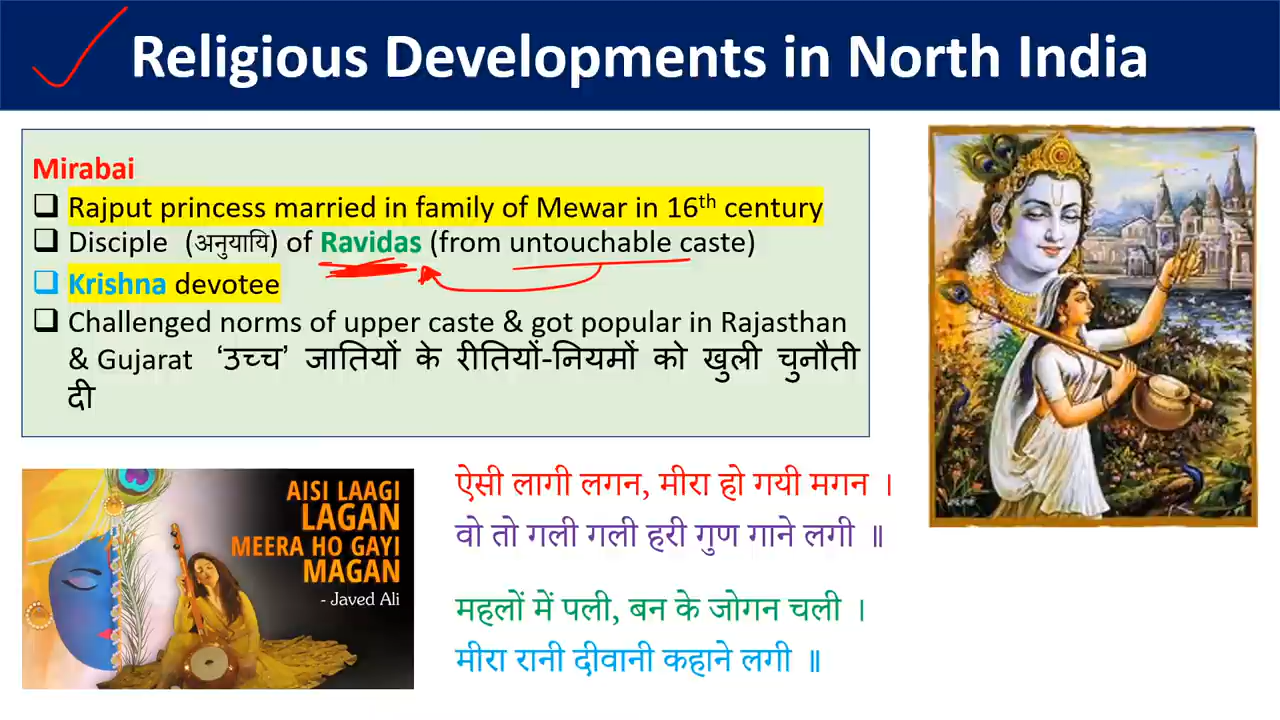 Religious Developments in North India
Mirabai
Rajput princess married in family of Mewar in 16th century
Disciple (अनुयायि) of Ravidas (from untouchable caste)
Krishna devotee
Challenged norms of upper caste & got popular in Rajasthan
& Gujarat ‘उच्च’ जातियों के रीतियों-नियमों को खुली चुनौती
दी
AISI LAAGI
LAGAN
MEERA HO GAYI
MAGAN
- Javed Ali
ऐसी लागी लगन, मीरा हो गयी मगन ।
वो तो गली गली हरी गुण गाने लगी ॥
महलों में पली, बन के जोगन चली ।
मीरा रानी दीवानी कहाने लगी ॥